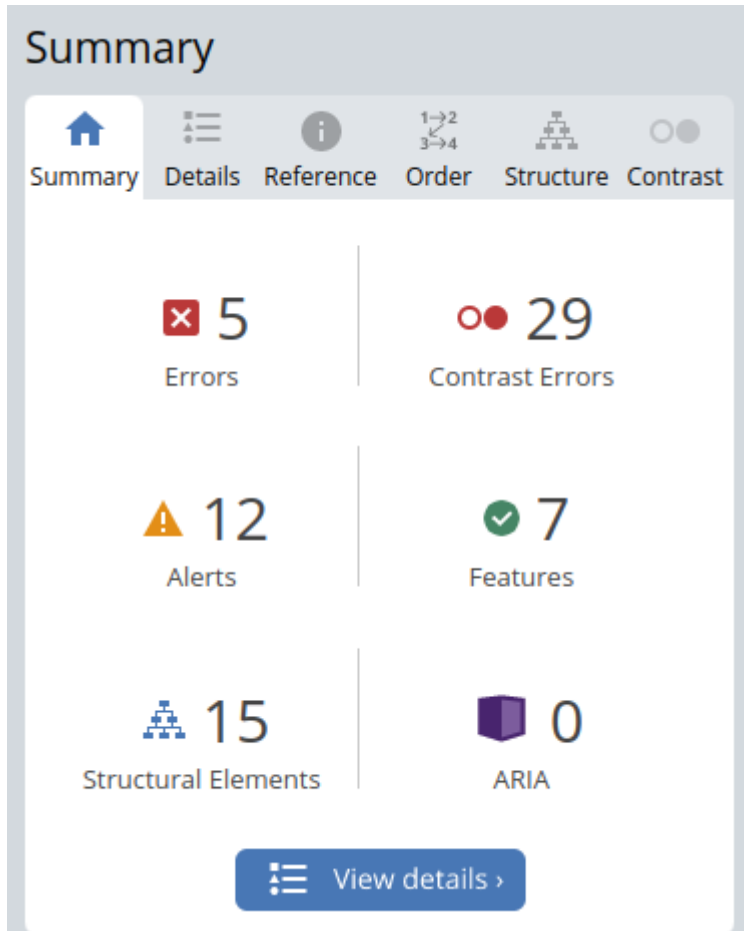 Summary
1→2
3→4
Summary Details Reference Order Structure Contrast
5 29
Errors Contrast Errors
12 7
Alerts Features
15 0
Structural Elements ARIA
View details ›